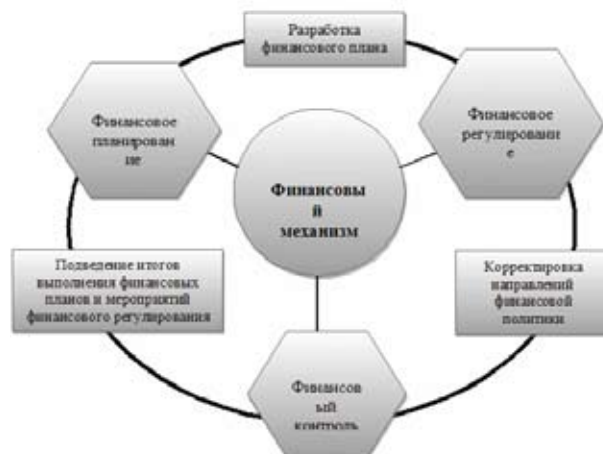 Разработка
финансового плана
Финансовое
планирован
ие
Финансовое
регулировани
е
Финансовы
й
механизм
Подведение итогов
выполнения финансовых
планов и мероприятий
финансового регулирования
Корректировка
направлений
финансовой
политики
Финансов
ый
контроль